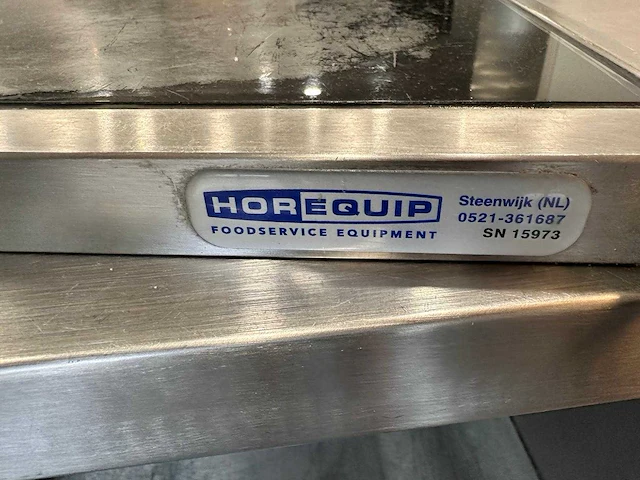 HOREQUIP
FOODSERVICE EQUIPMENT
Steenwijk (NL)
0521-361687
SN 15973